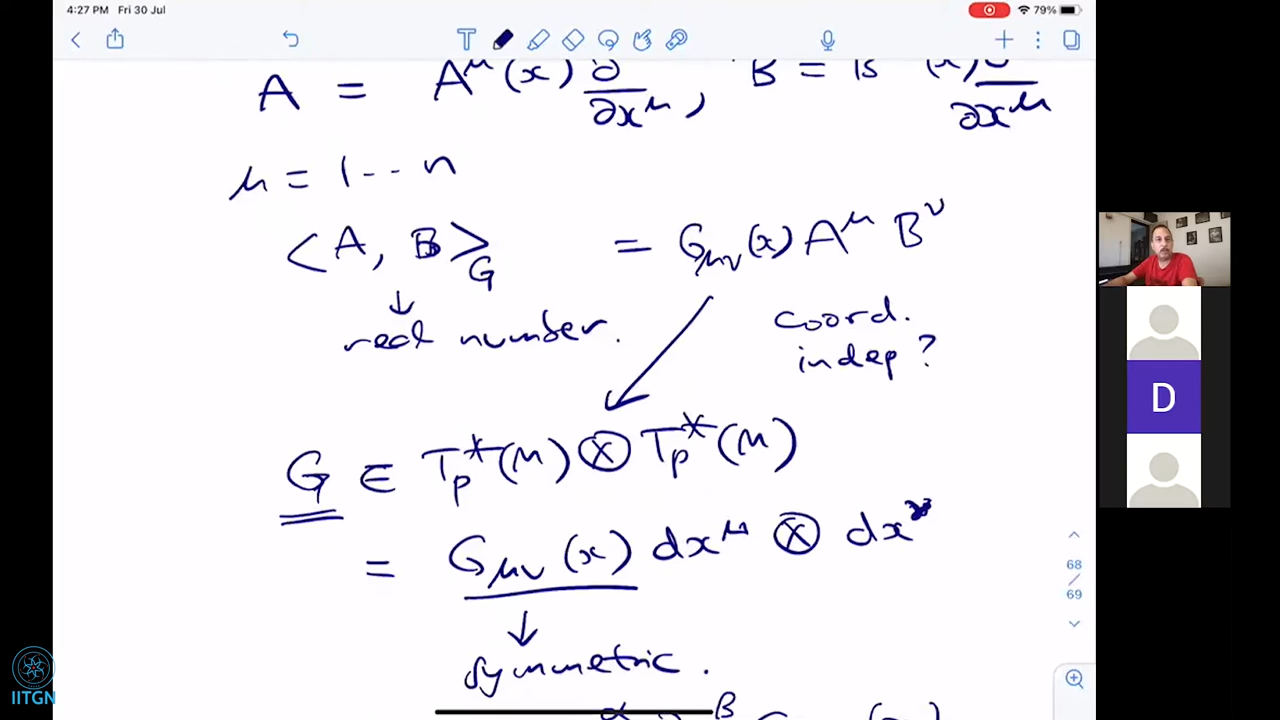 4:27 PM Fri 30 Jul
79%
A = A^μ(x) ∂/∂x^μ, B = B (x) ∂/∂x^μ
μ = 1 -- n
<A, B>_G = G_μν(x) A^μ B^ν
↓
real number.
coord.
indep ?
G ∈ T_p^*(M) ⊗ T_p^*(M)
= G_μν (x) dx^μ ⊗ dx^ν
↓
symmetric.
68
69
D
T
IITGN